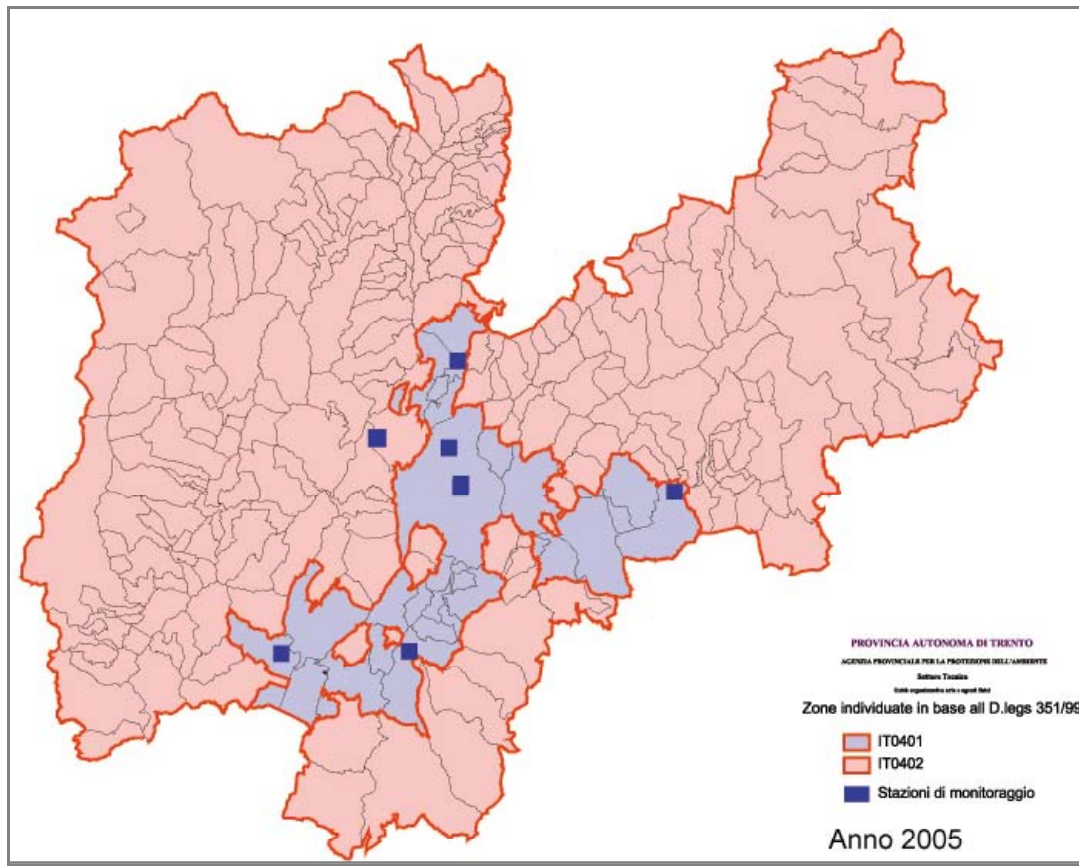 PROVINCIA AUTONOMA DI TRENTO
AGENZIA PROVINCIALE PER LA PROTEZIONE DELL'AMBIENTE
Settore Tecnico
Zone individuate in base all D.legs 351/99
IT0401
IT0402
Stazioni di monitoraggio
Anno 2005